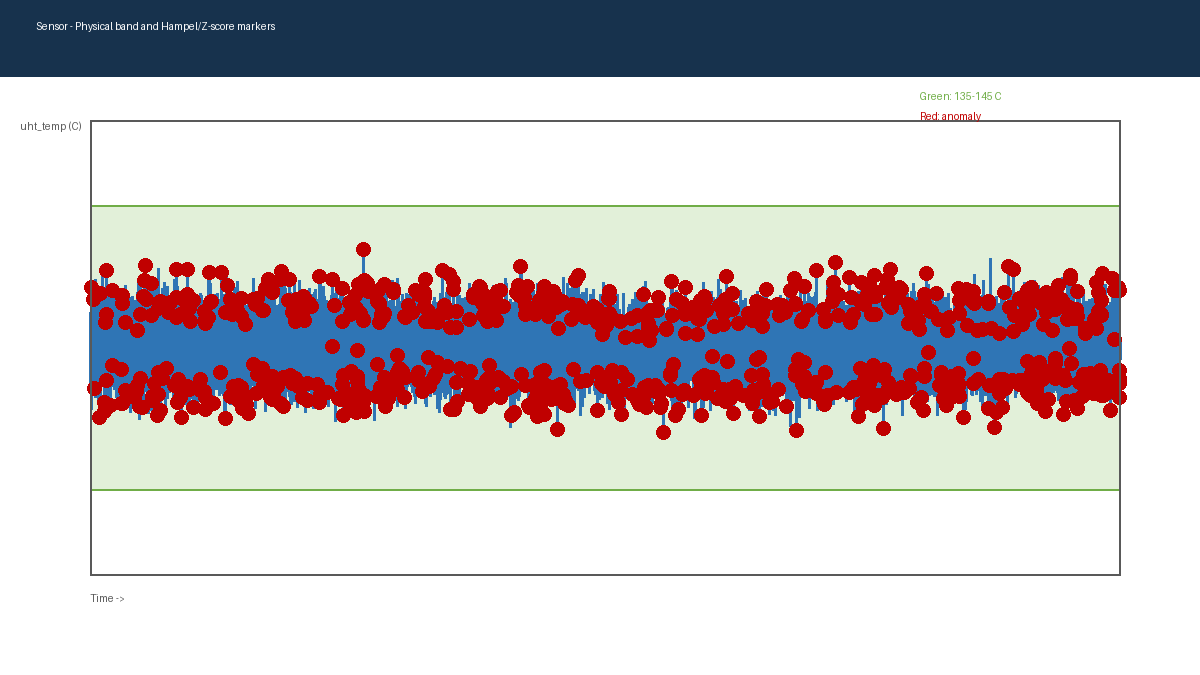 Sensor - Physical band and Hampel/Z-score markers
Green: 135-145 C
Red: anomaly
uht_temp (C)
Time ->